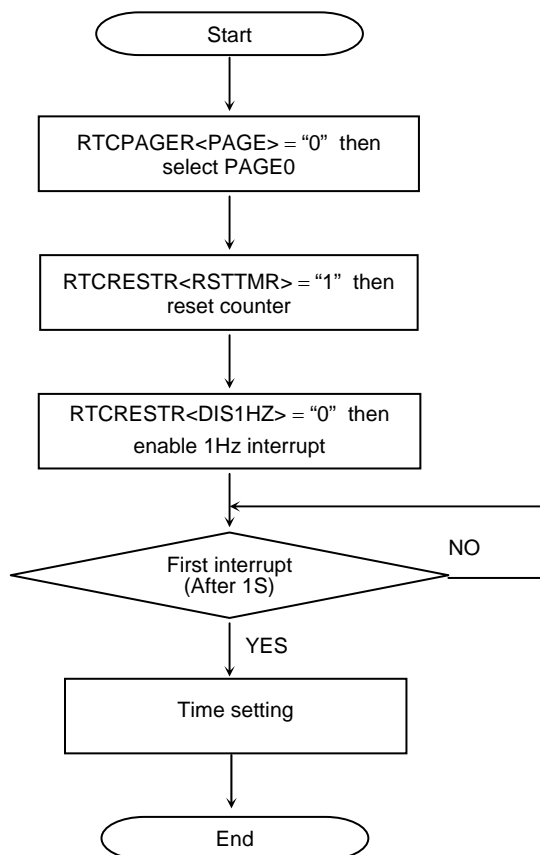 Start
RTCPAGER<PAGE> = “0” then
select PAGE0
RTCRESTR<RSTTMR> = “1” then
reset counter
RTCRESTR<DIS1HZ> = “0” then
enable 1Hz interrupt
First interrupt
(After 1S)
NO
YES
Time setting
End